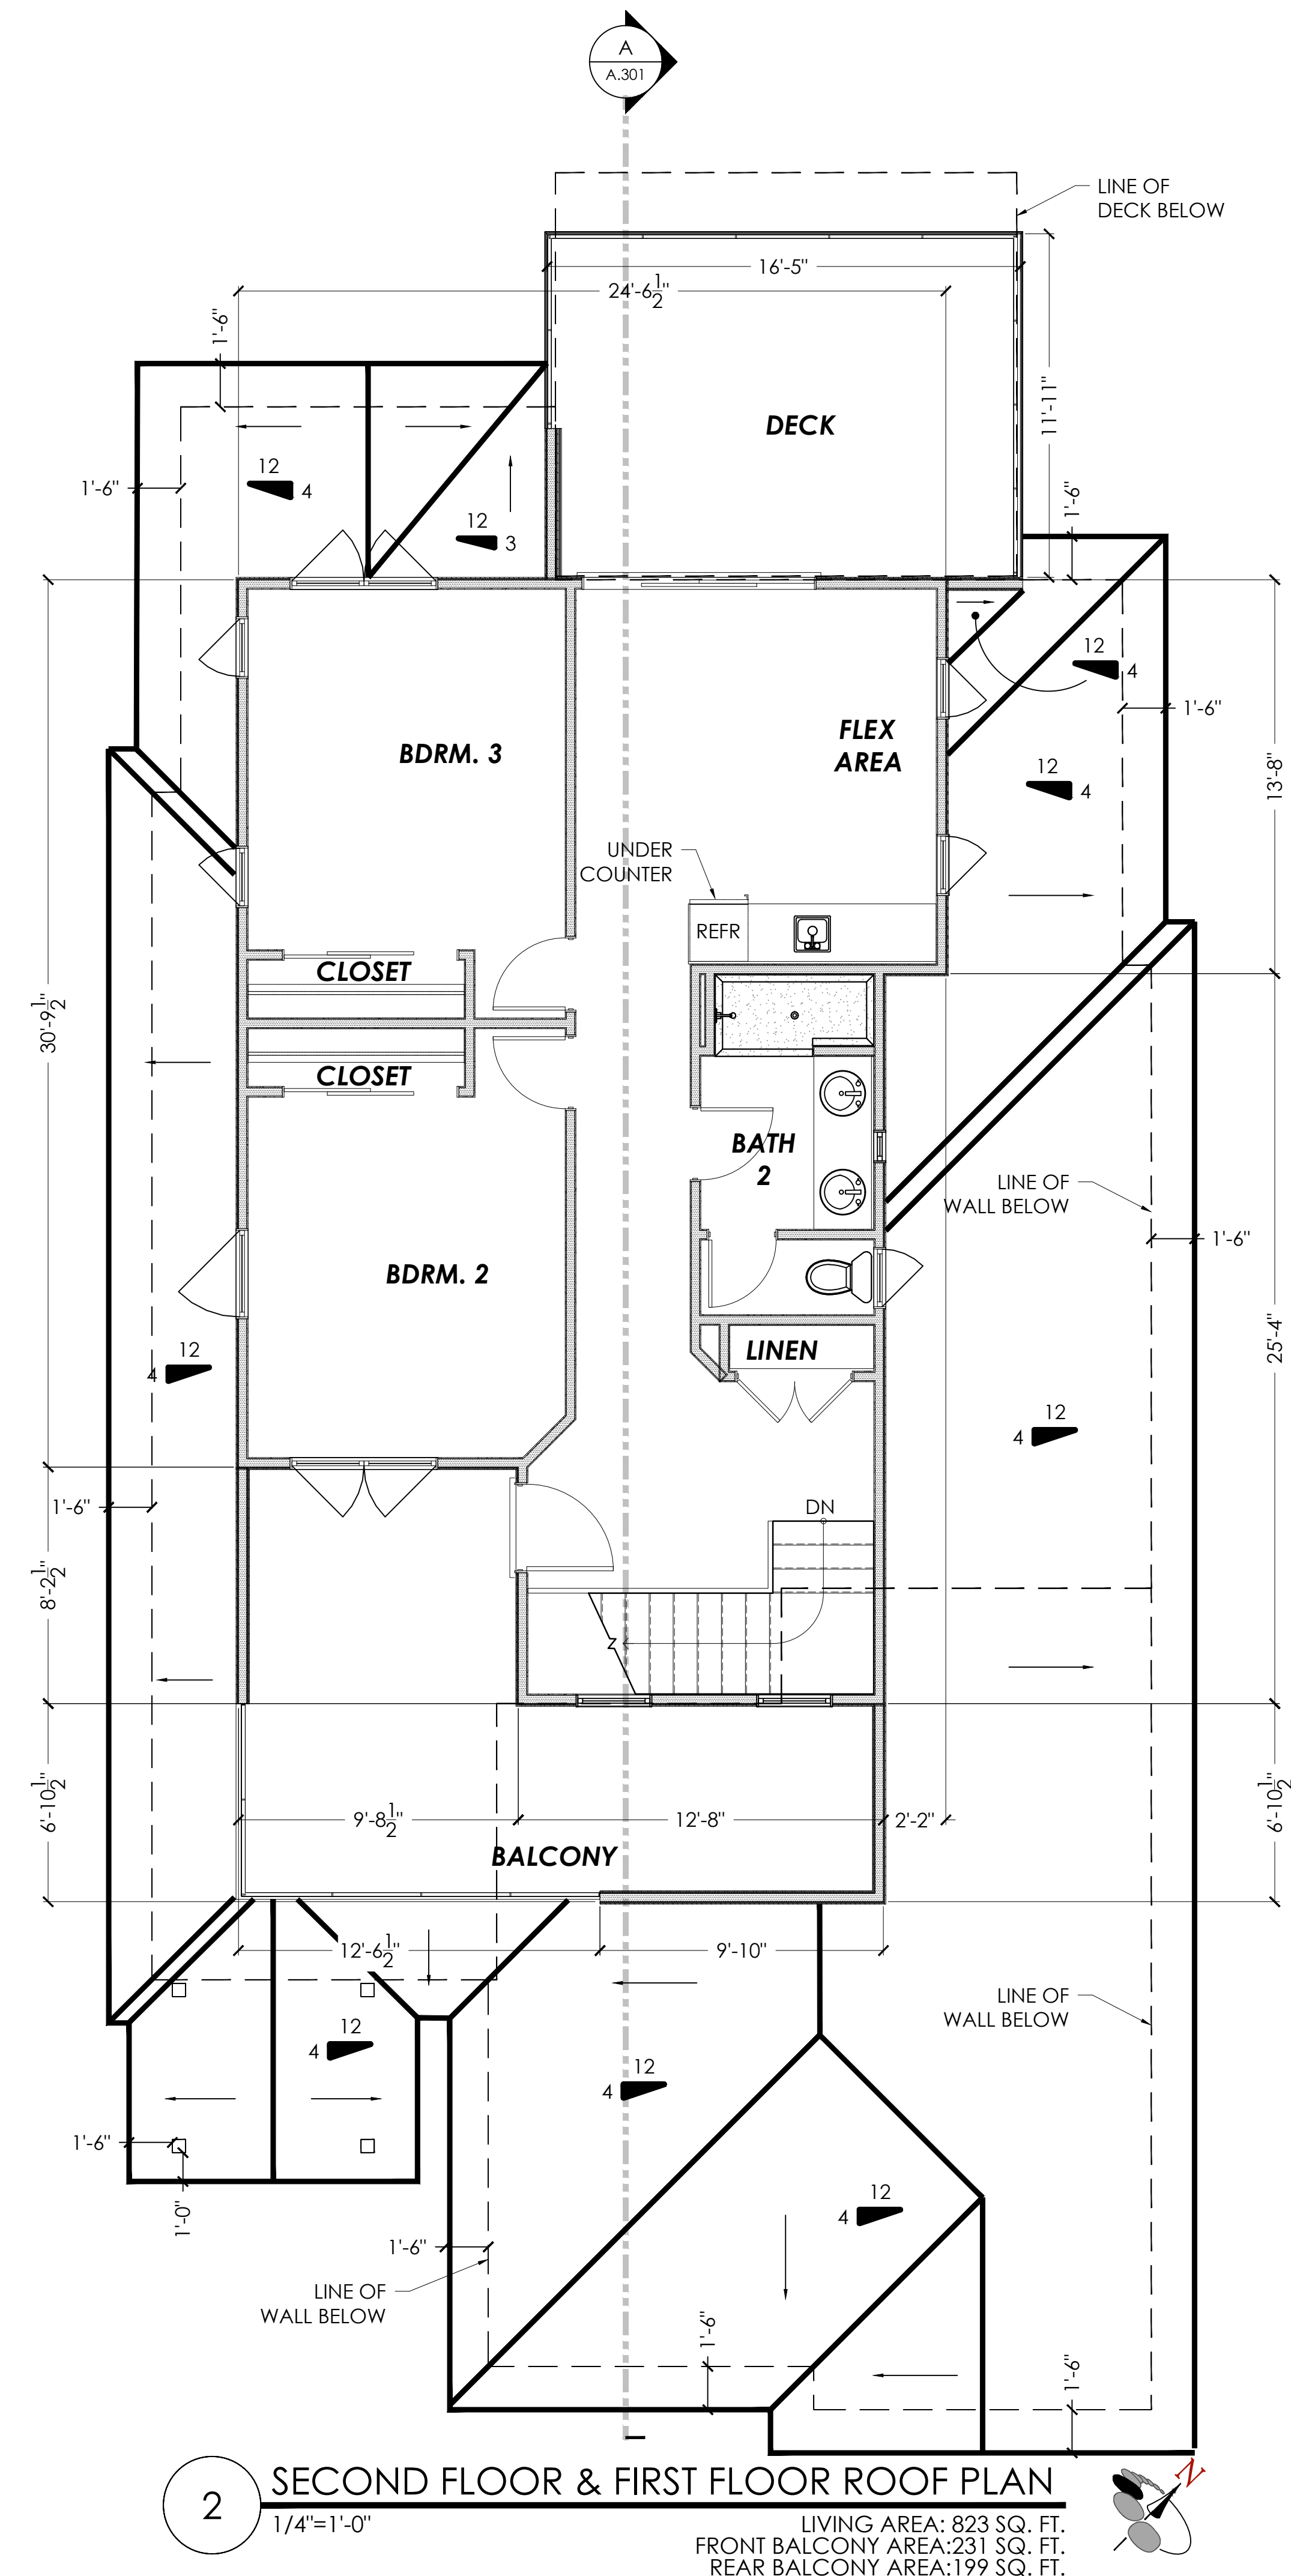 A
A.301
LINE OF
DECK BELOW
16'-5"
24'-6 1/2"
1'-6"
11'-11"
DECK
12
4
1'-6"
12
3
1'-6"
12
4
1'-6"
BDRM. 3
FLEX
AREA
12
4
13'-8"
UNDER
COUNTER
REFR
CLOSET
30'-9 1/2"
CLOSET
BATH
2
LINE OF
WALL BELOW
1'-6"
BDRM. 2
LINEN
25'-4"
12
4
12
4
1'-6"
DN
8'-2 1/2"
Z
6'-10 1/2"
9'-8 1/2"
12'-8"
2'-2"
6'-10 1/2"
BALCONY
12'-6 1/2"
9'-10"
LINE OF
WALL BELOW
12
4
12
4
1'-6"
1'-0"
12
4
1'-6"
LINE OF
WALL BELOW
1'-6"
1'-6"
N
2
SECOND FLOOR & FIRST FLOOR ROOF PLAN
1/4"=1'-0"
LIVING AREA: 823 SQ. FT.
FRONT BALCONY AREA:231 SQ. FT.
REAR BALCONY AREA:199 SQ. FT.